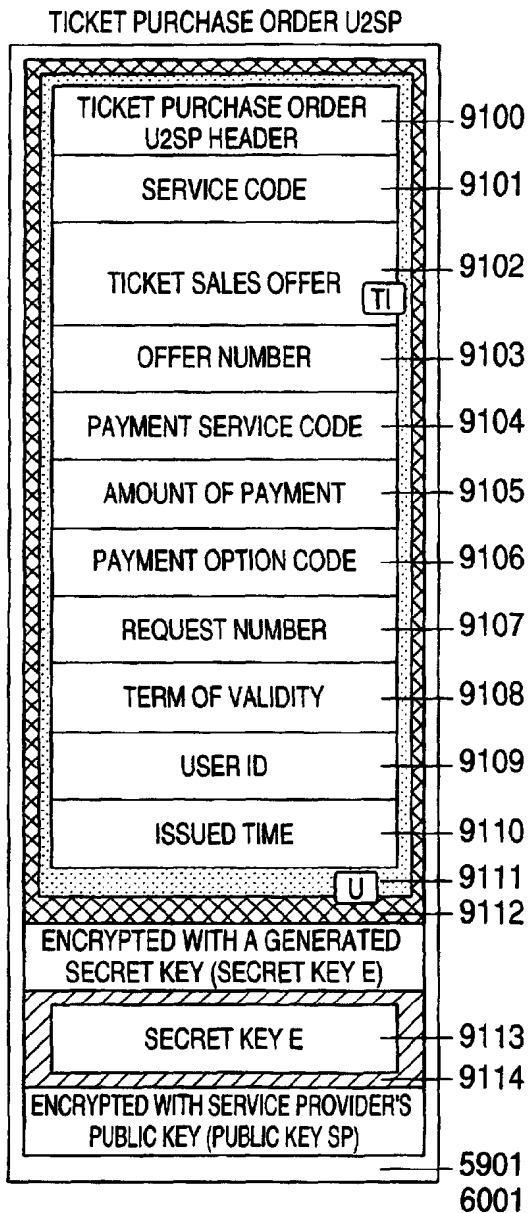 TICKET PURCHASE ORDER U2SP
TICKET PURCHASE ORDER
U2SP HEADER
9100
SERVICE CODE
9101
TICKET SALES OFFER
9102
TI
OFFER NUMBER
9103
PAYMENT SERVICE CODE
9104
AMOUNT OF PAYMENT
9105
PAYMENT OPTION CODE
9106
REQUEST NUMBER
9107
TERM OF VALIDITY
9108
USER ID
9109
ISSUED TIME
9110
U
9111
9112
ENCRYPTED WITH A GENERATED
SECRET KEY (SECRET KEY E)
SECRET KEY E
9113
9114
ENCRYPTED WITH SERVICE PROVIDER'S
PUBLIC KEY (PUBLIC KEY SP)
5901
6001